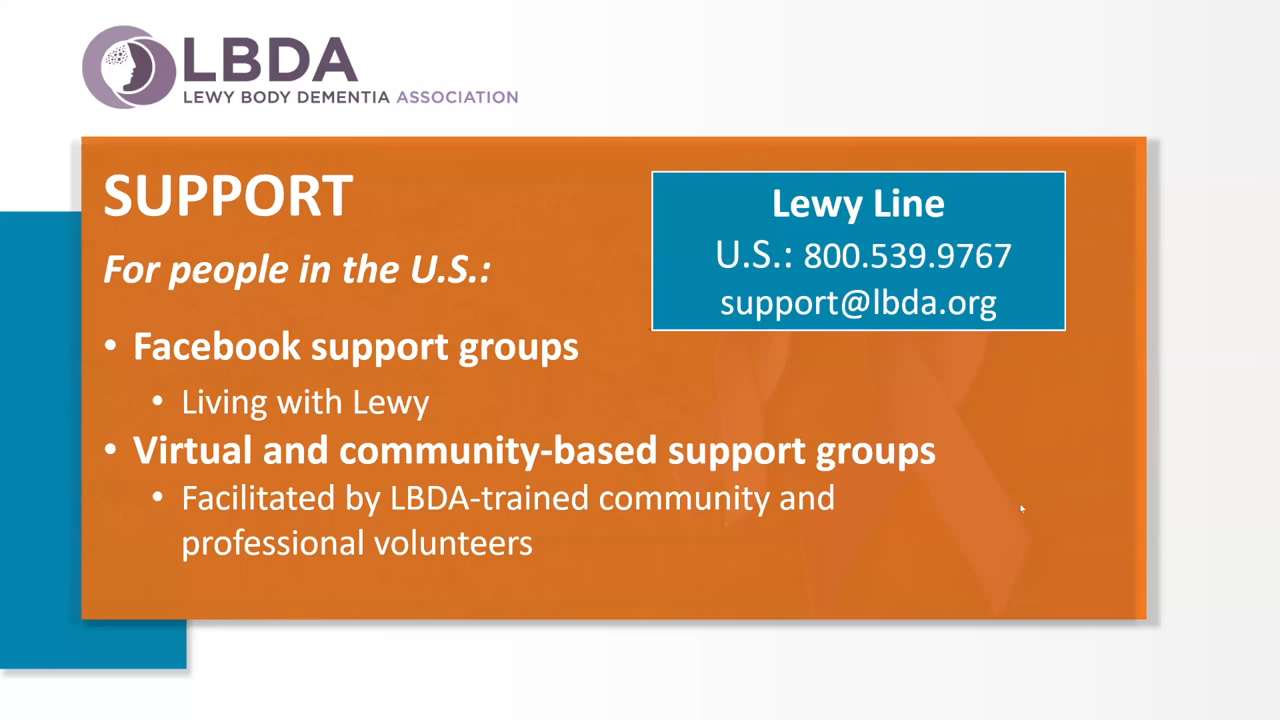 LBDA
LEWY BODY DEMENTIA ASSOCIATION
SUPPORT
For people in the U.S.:
• Facebook support groups
• Living with Lewy
• Virtual and community-based support groups
• Facilitated by LBDA-trained community and
professional volunteers
Lewy Line
U.S.: 800.539.9767
support@lbda.org